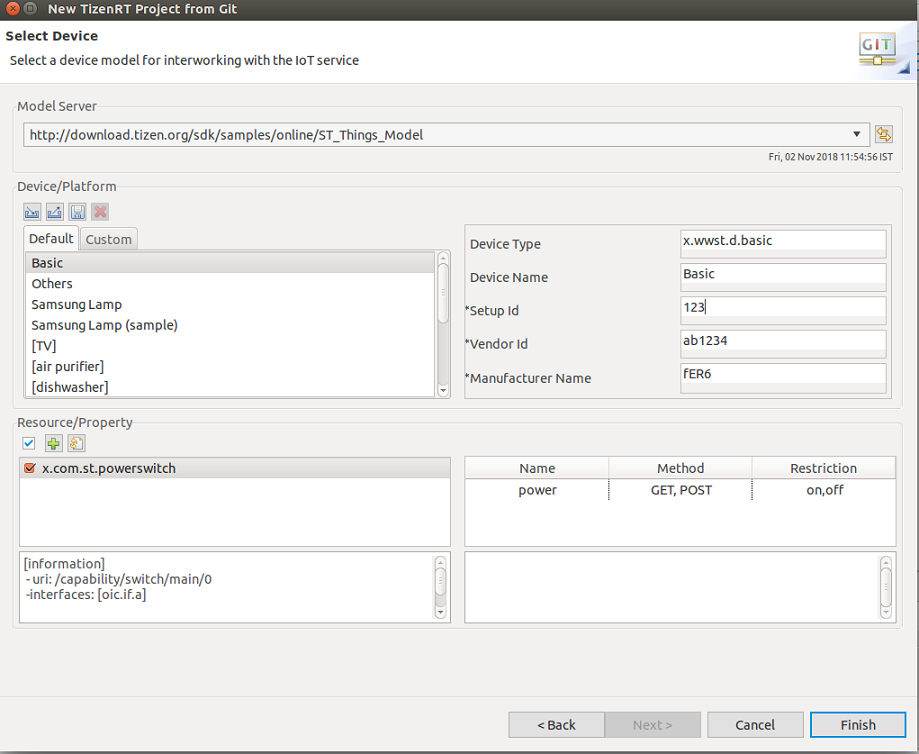 New TizenRT Project from Git
Select Device
Select a device model for interworking with the IoT service
GIT
Model Server
http://download.tizen.org/sdk/samples/online/ST_Things_Model
Fri, 02 Nov 2018 11:54:56 IST
Device/Platform
Default Custom
Basic
Others
Samsung Lamp
Samsung Lamp (sample)
[TV]
[air purifier]
[dishwasher]
Device Type x.wwst.d.basic
Device Name Basic
*Setup Id 123
*Vendor Id ab1234
*Manufacturer Name fER6
Resource/Property
x.com.st.powerswitch
Name Method Restriction
power GET, POST on,off
[information]
- uri: /capability/switch/main/0
-interfaces: [oic.if.a]
< Back Next > Cancel Finish